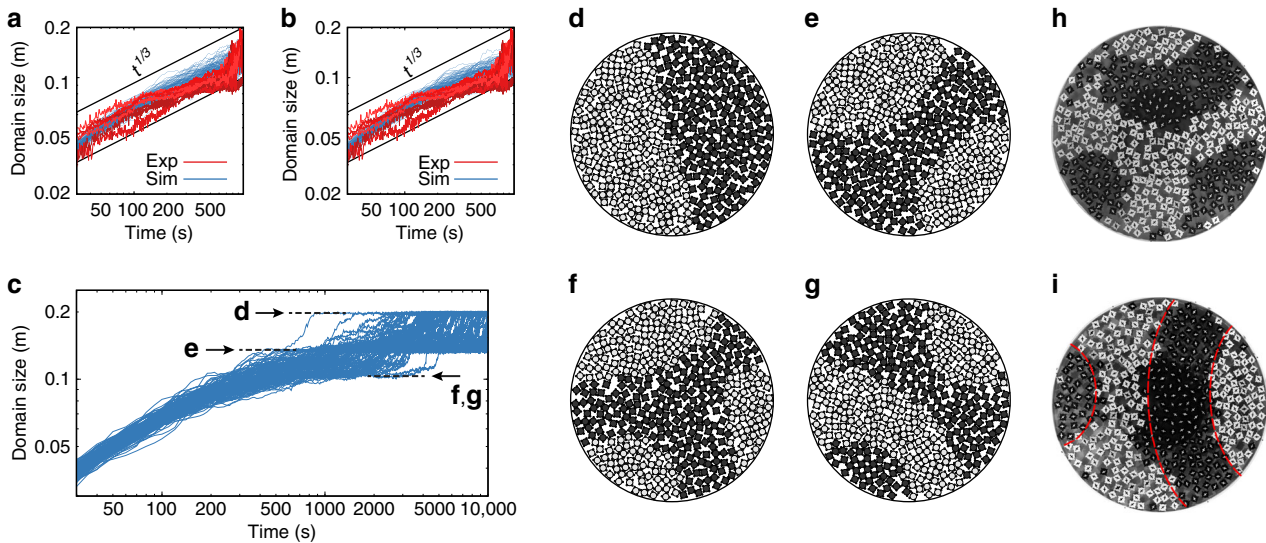 a
Domain size (m)
0.2
0.1
0.05
0.02
t^1/3
Exp
Sim
50 100 200 500
Time (s)
b
Domain size (m)
0.2
0.1
0.05
0.02
t^1/3
Exp
Sim
50 100 200 500
Time (s)
c
Domain size (m)
0.2
0.1
0.05
d
e
f,g
50 100 200 500 1000 2000 5000 10,000
Time (s)
d
e
f
g
h
i